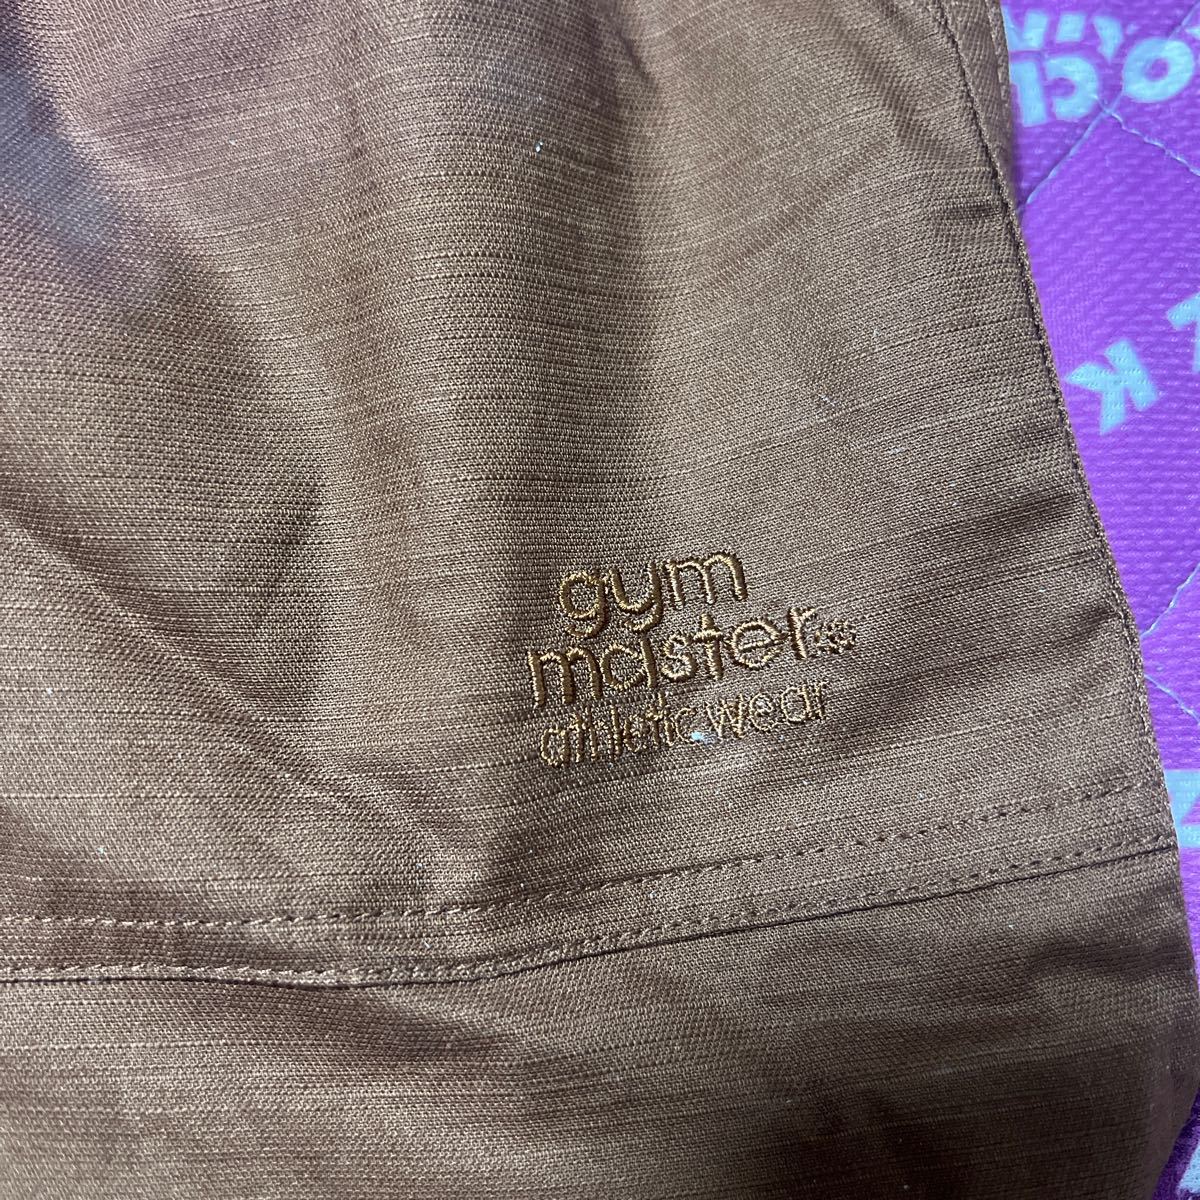 gym
master
athletic wear
K